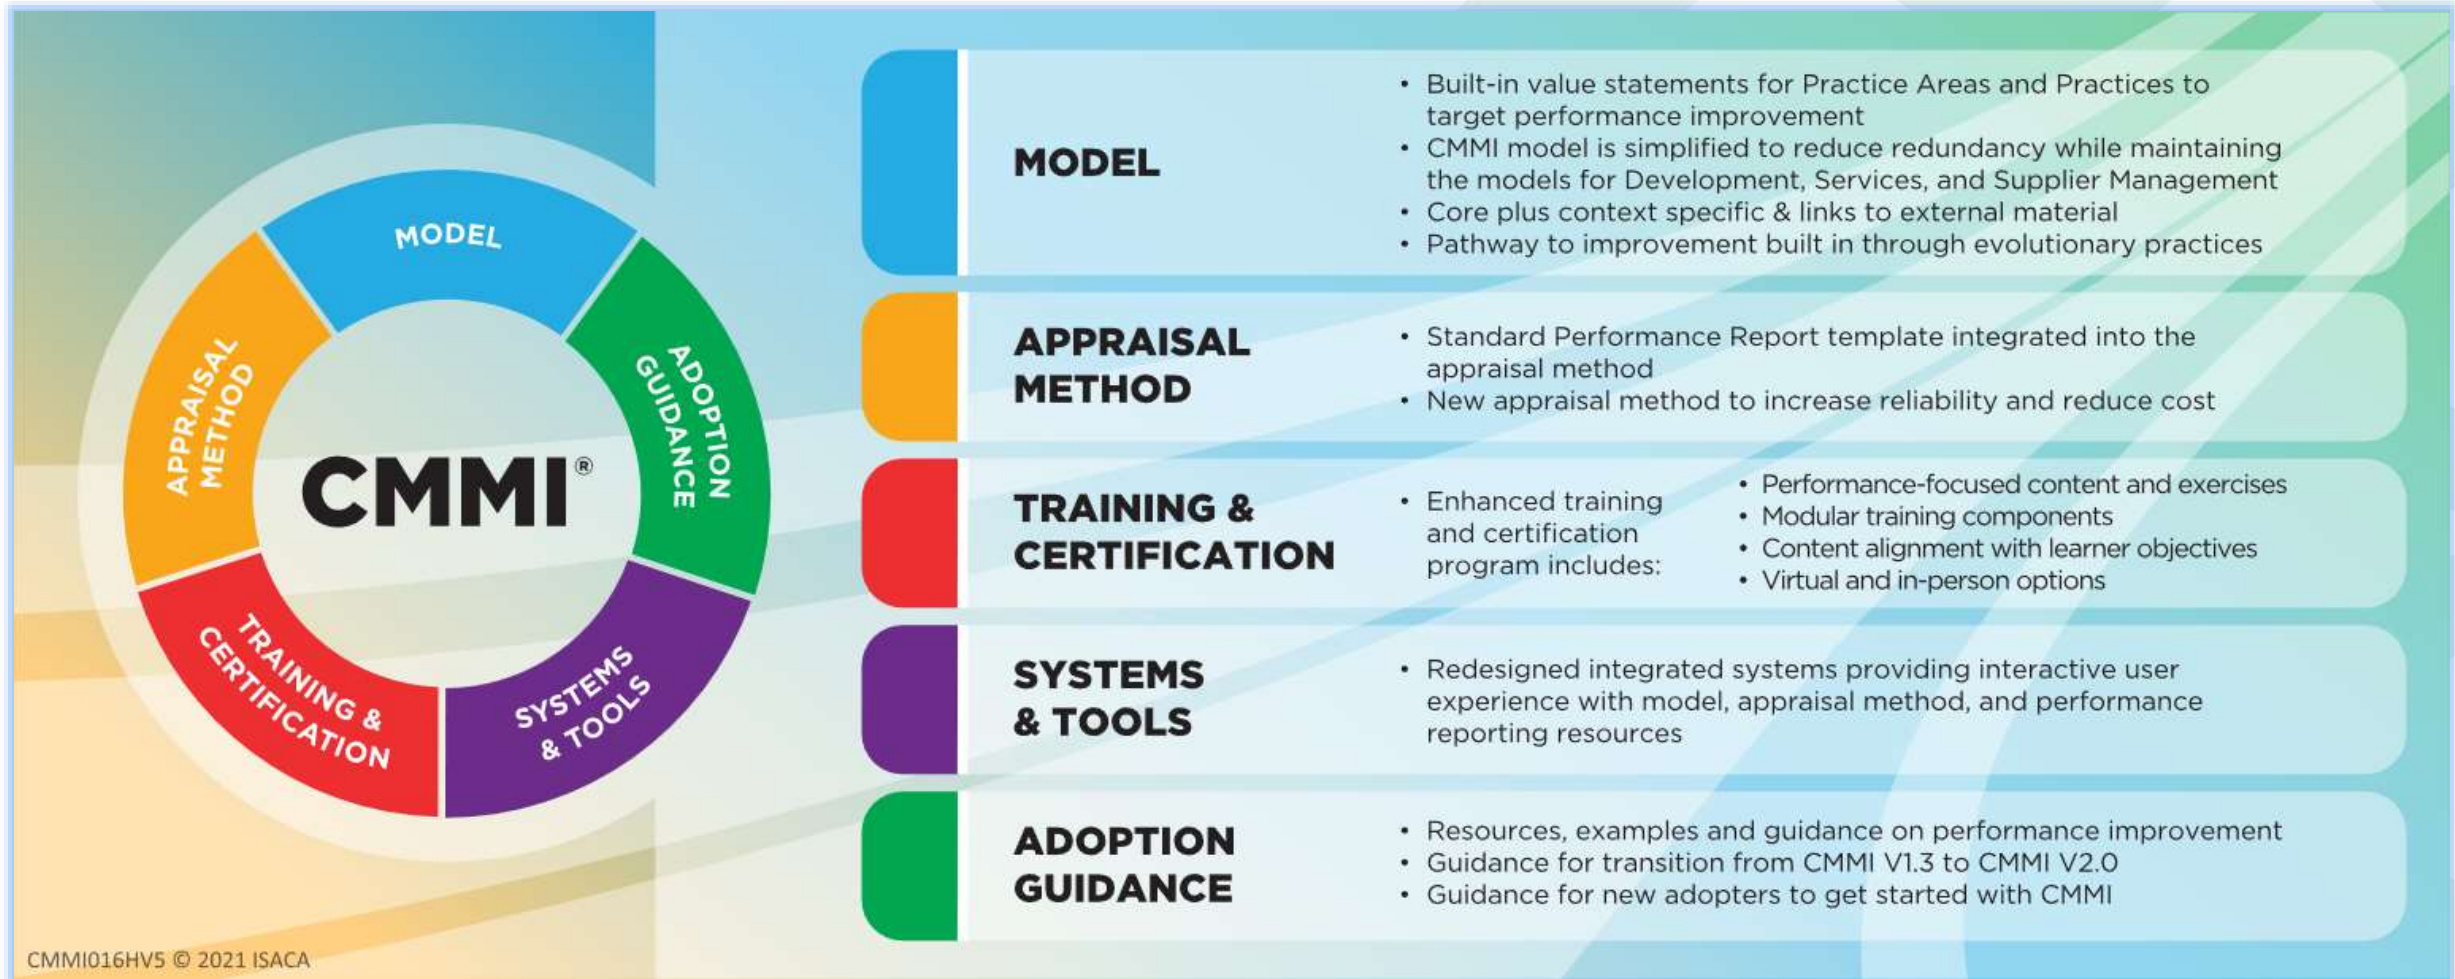 MODEL
ADOPTION
GUIDANCE
SYSTEMS
& TOOLS
TRAINING &
CERTIFICATION
APPRAISAL
METHOD
CMMI®
MODEL
• Built-in value statements for Practice Areas and Practices to
target performance improvement
• CMMI model is simplified to reduce redundancy while maintaining
the models for Development, Services, and Supplier Management
• Core plus context specific & links to external material
• Pathway to improvement built in through evolutionary practices
APPRAISAL
METHOD
• Standard Performance Report template integrated into the
appraisal method
• New appraisal method to increase reliability and reduce cost
TRAINING &
CERTIFICATION
• Enhanced training
and certification
program includes:
• Performance-focused content and exercises
• Modular training components
• Content alignment with learner objectives
• Virtual and in-person options
SYSTEMS
& TOOLS
• Redesigned integrated systems providing interactive user
experience with model, appraisal method, and performance
reporting resources
ADOPTION
GUIDANCE
• Resources, examples and guidance on performance improvement
• Guidance for transition from CMMI V1.3 to CMMI V2.0
• Guidance for new adopters to get started with CMMI
CMMI016HV5 © 2021 ISACA